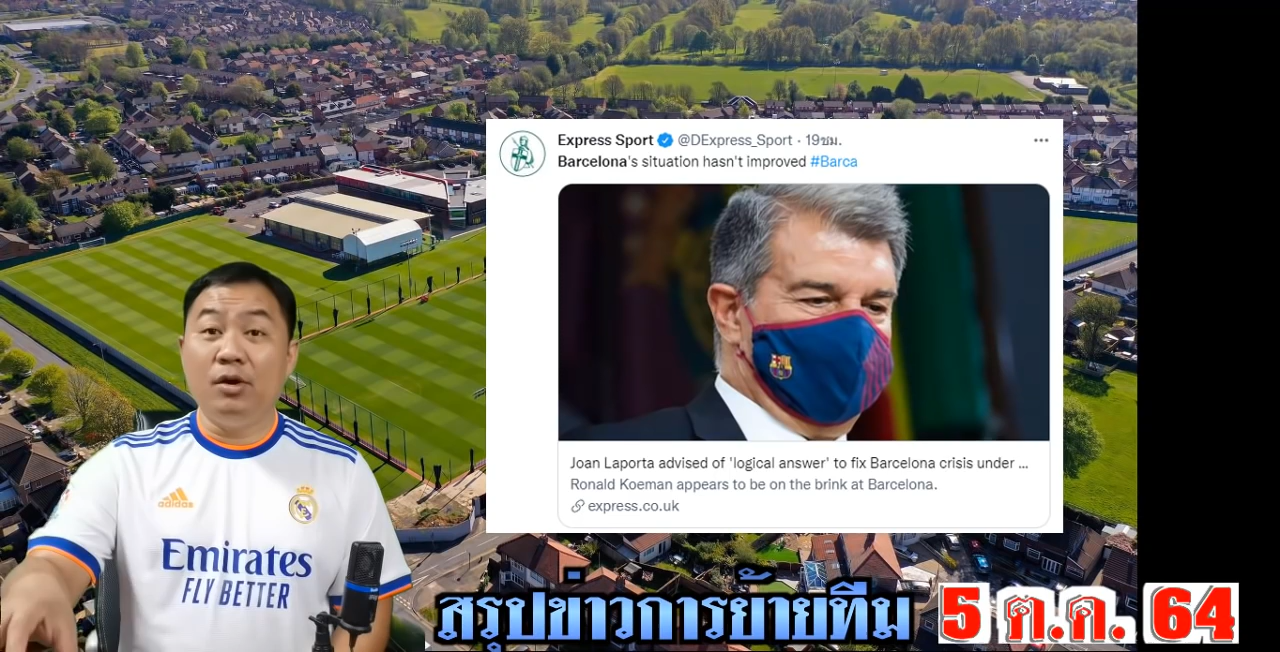 Express Sport @DExpress_Sport · 19ชม.
Barcelona's situation hasn't improved #Barca
Joan Laporta advised of 'logical answer' to fix Barcelona crisis under ...
Ronald Koeman appears to be on the brink at Barcelona.
express.co.uk
adidas
Emirates
FLY BETTER
สรุปข่าวการย้ายทีม 5 ต.ค. 64